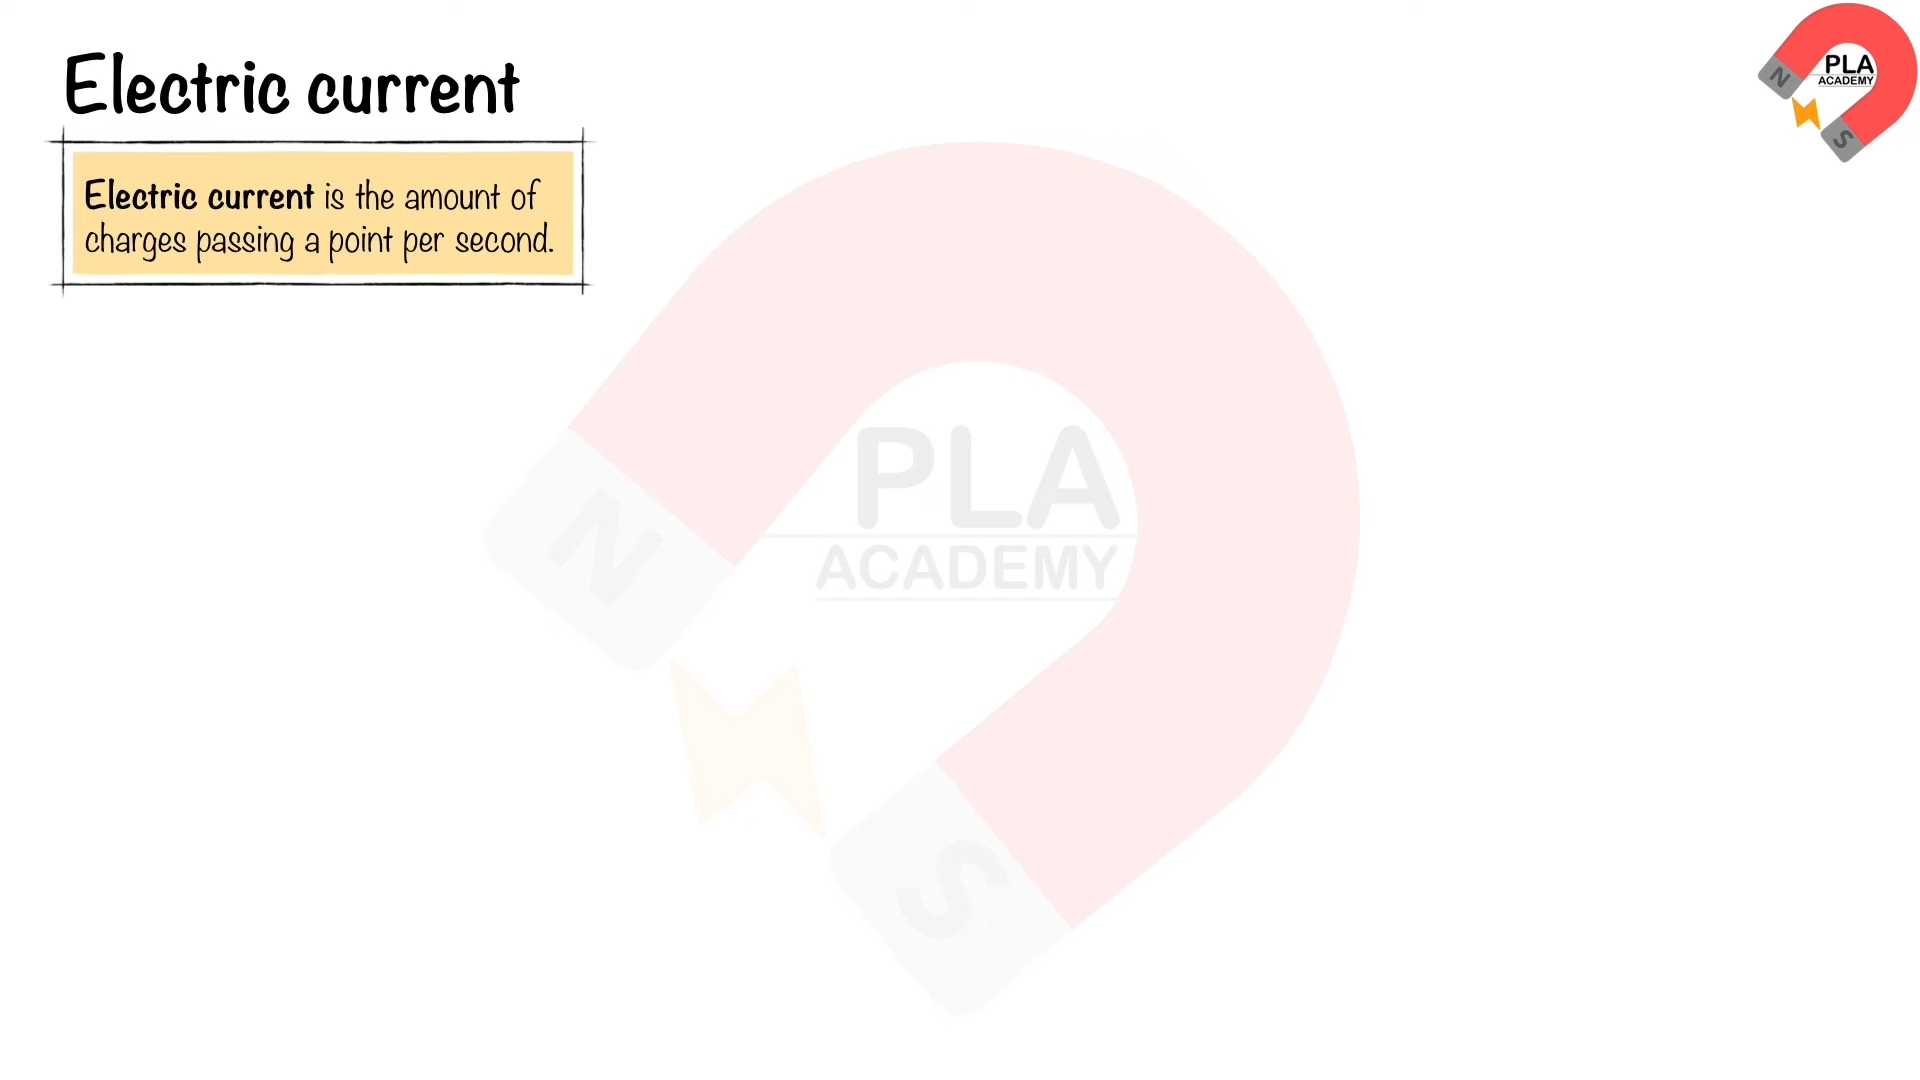 Electric current
PLA
ACADEMY
N
S
Electric current is the amount of
charges passing a point per second.
PLA
ACADEMY
N
S